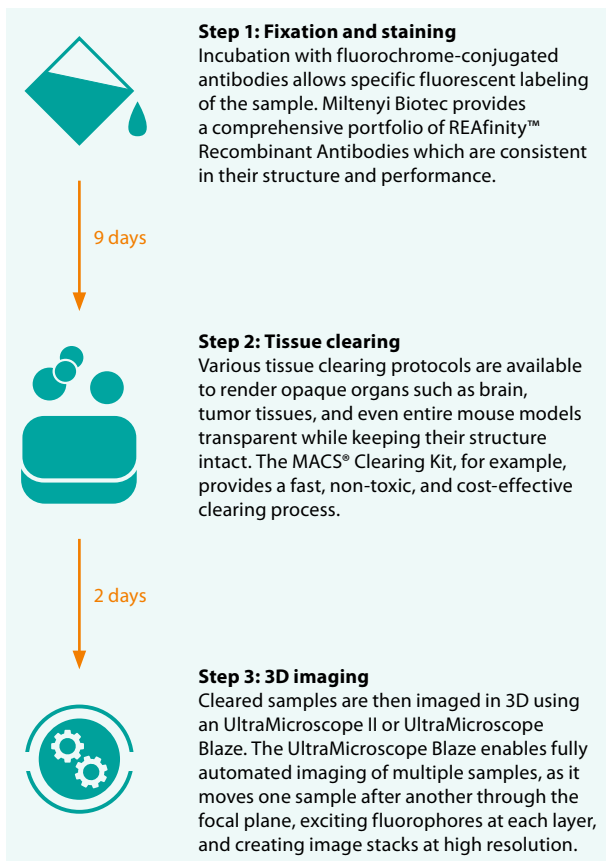 Step 1: Fixation and staining
Incubation with fluorochrome-conjugated
antibodies allows specific fluorescent labeling
of the sample. Miltenyi Biotec provides
a comprehensive portfolio of REAfinity™
Recombinant Antibodies which are consistent
in their structure and performance.
9 days
Step 2: Tissue clearing
Various tissue clearing protocols are available
to render opaque organs such as brain,
tumor tissues, and even entire mouse models
transparent while keeping their structure
intact. The MACS® Clearing Kit, for example,
provides a fast, non-toxic, and cost-effective
clearing process.
2 days
Step 3: 3D imaging
Cleared samples are then imaged in 3D using
an UltraMicroscope II or UltraMicroscope
Blaze. The UltraMicroscope Blaze enables fully
automated imaging of multiple samples, as it
moves one sample after another through the
focal plane, exciting fluorophores at each layer,
and creating image stacks at high resolution.